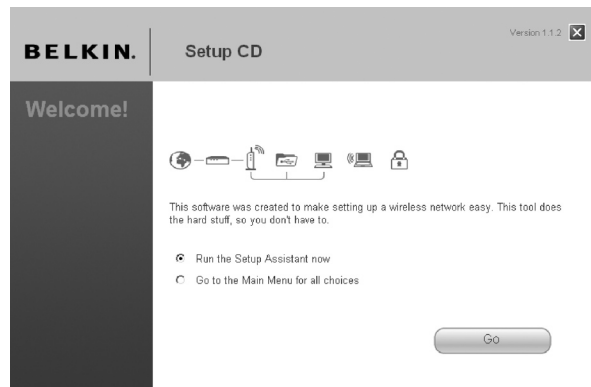 BELKIN.
Setup CD
Version 1.1.2
Welcome!
This software was created to make setting up a wireless network easy. This tool does
the hard stuff, so you don't have to.
Run the Setup Assistant now
Go to the Main Menu for all choices
Go